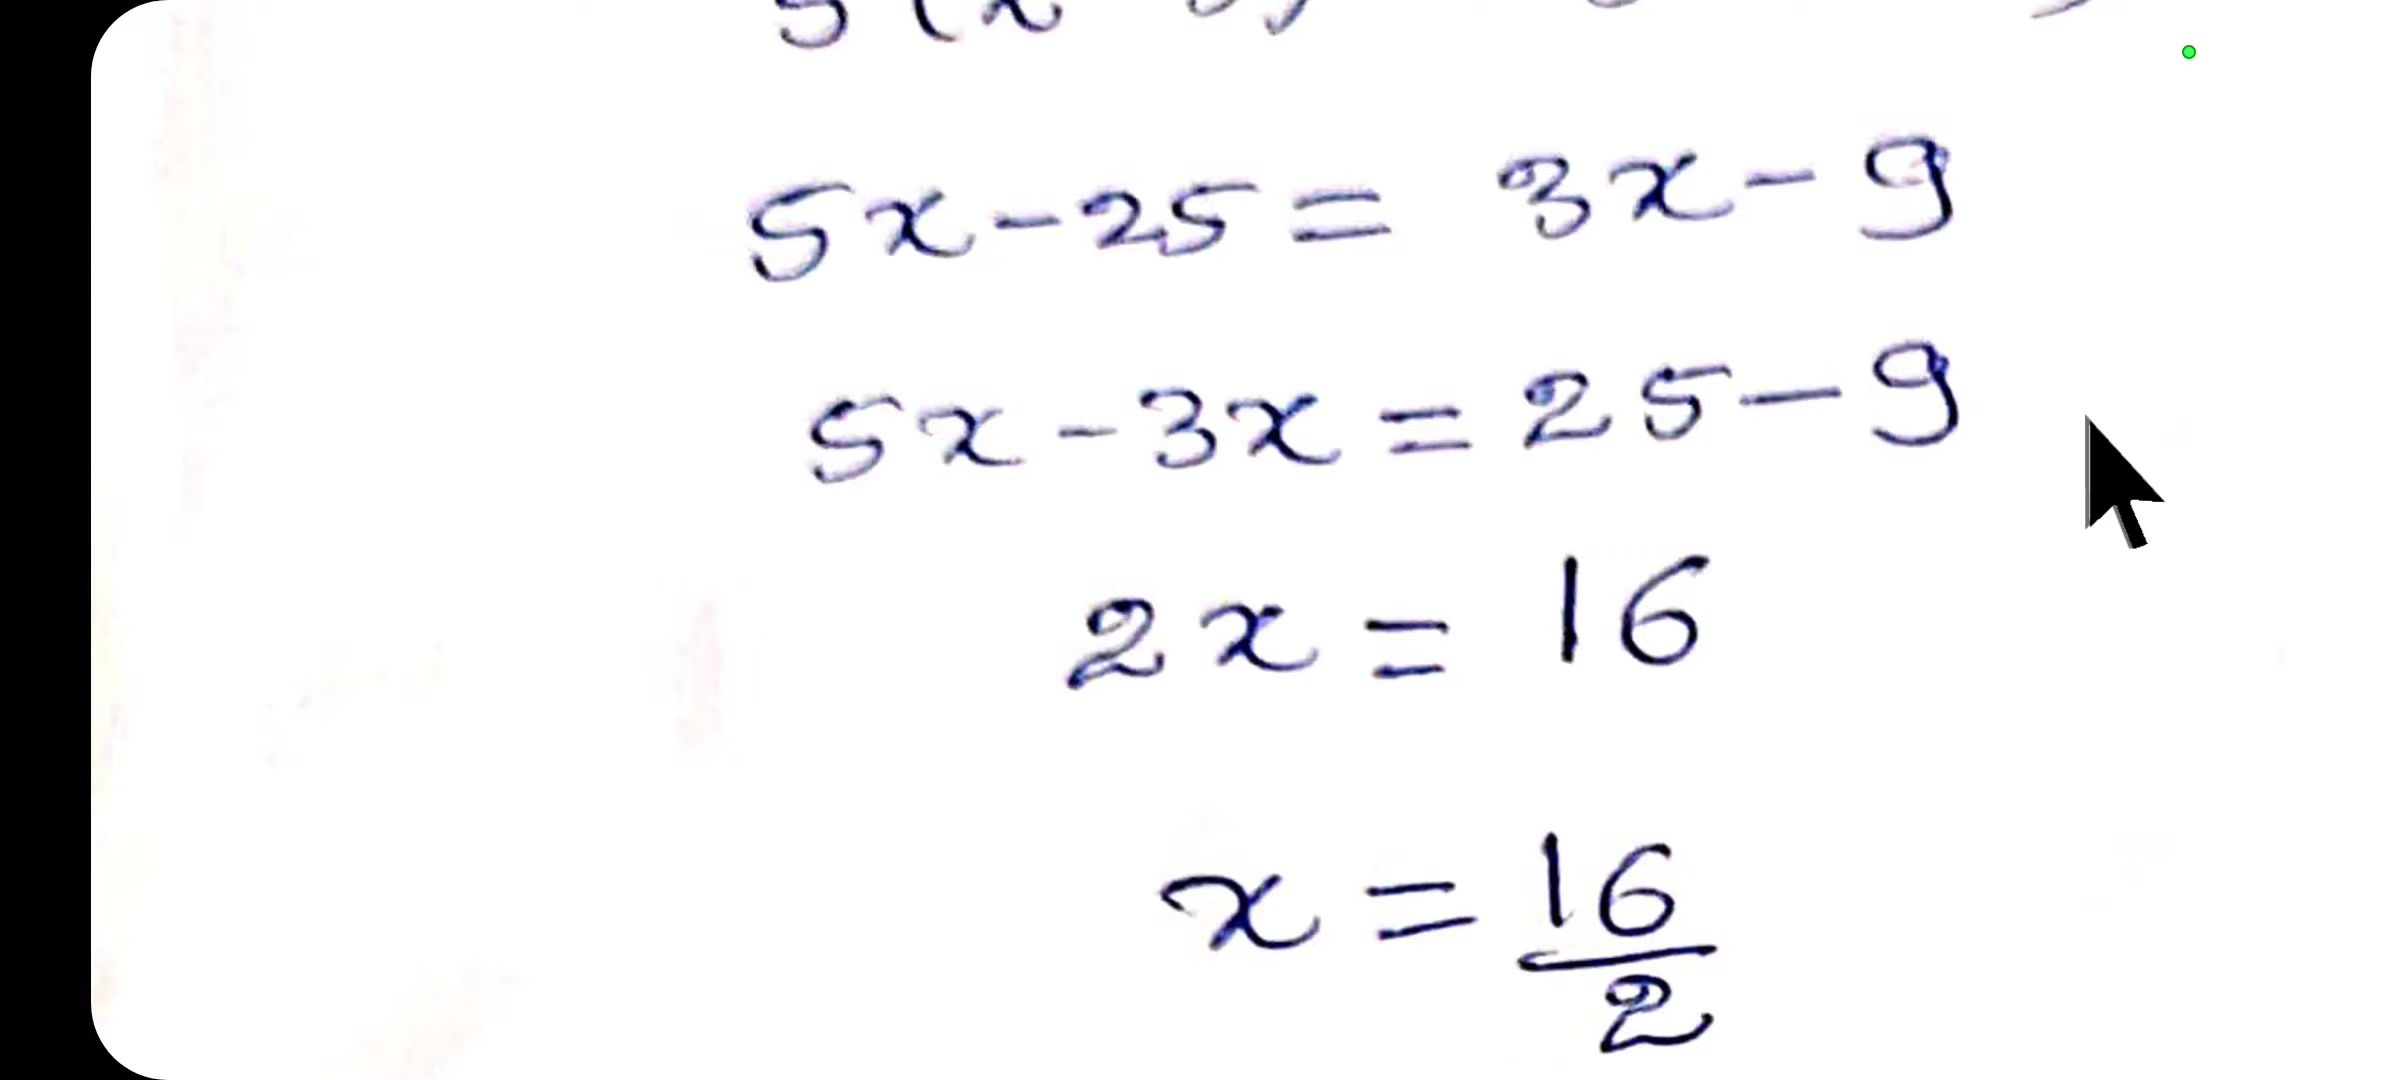 5x - 25 = 3x - 9
5x - 3x = 25 - 9
2x = 16
x = 16/2